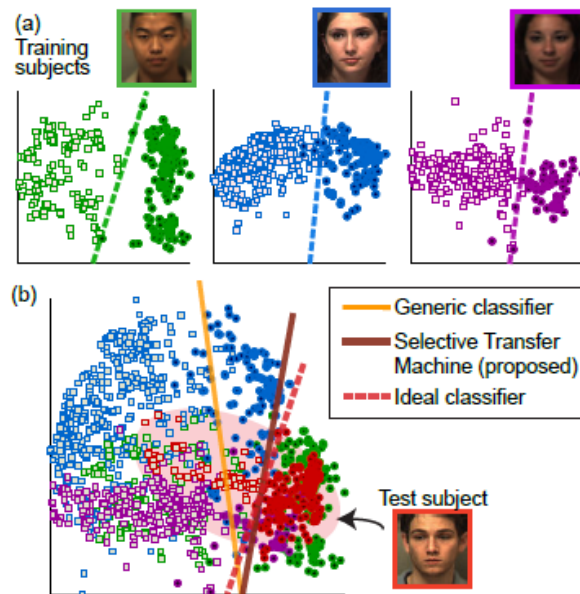 (a)
Training
subjects
(b)
Generic classifier
Selective Transfer
Machine (proposed)
Ideal classifier
Test subject